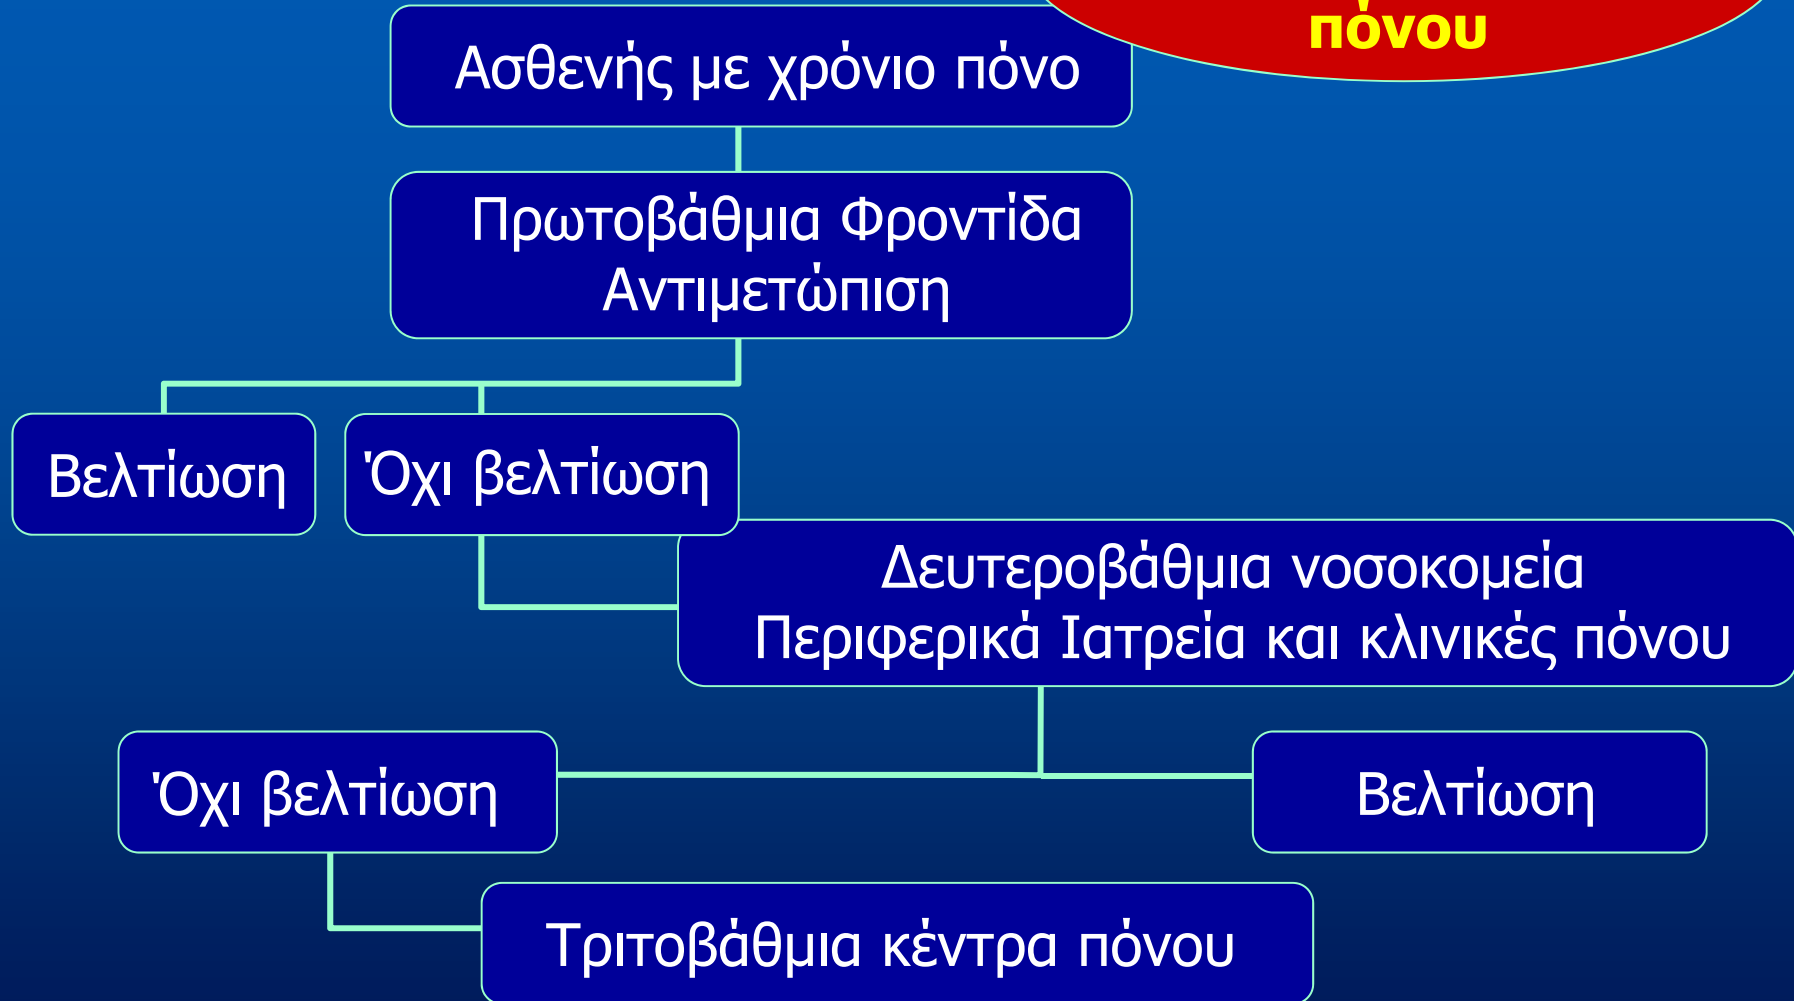 πόνου
Ασθενής με χρόνιο πόνο
Πρωτοβάθμια Φροντίδα
Αντιμετώπιση
Βελτίωση
Όχι βελτίωση
Δευτεροβάθμια νοσοκομεία
Περιφερικά Ιατρεία και κλινικές πόνου
Όχι βελτίωση
Βελτίωση
Τριτοβάθμια κέντρα πόνου